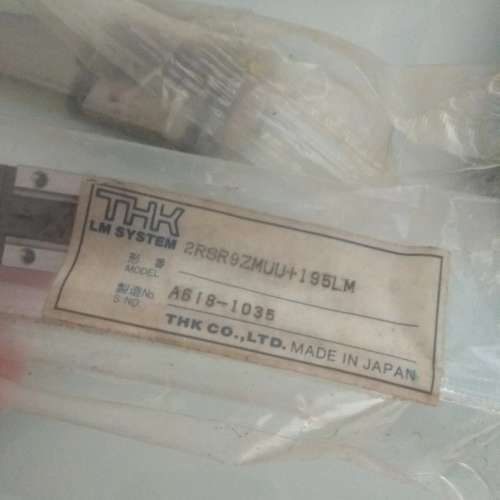 THK
LM SYSTEM
形番 2RSR9ZMUU+195LM
MODEL
製造No. A618-1035
S.NO.
THK CO.,LTD. MADE IN JAPAN